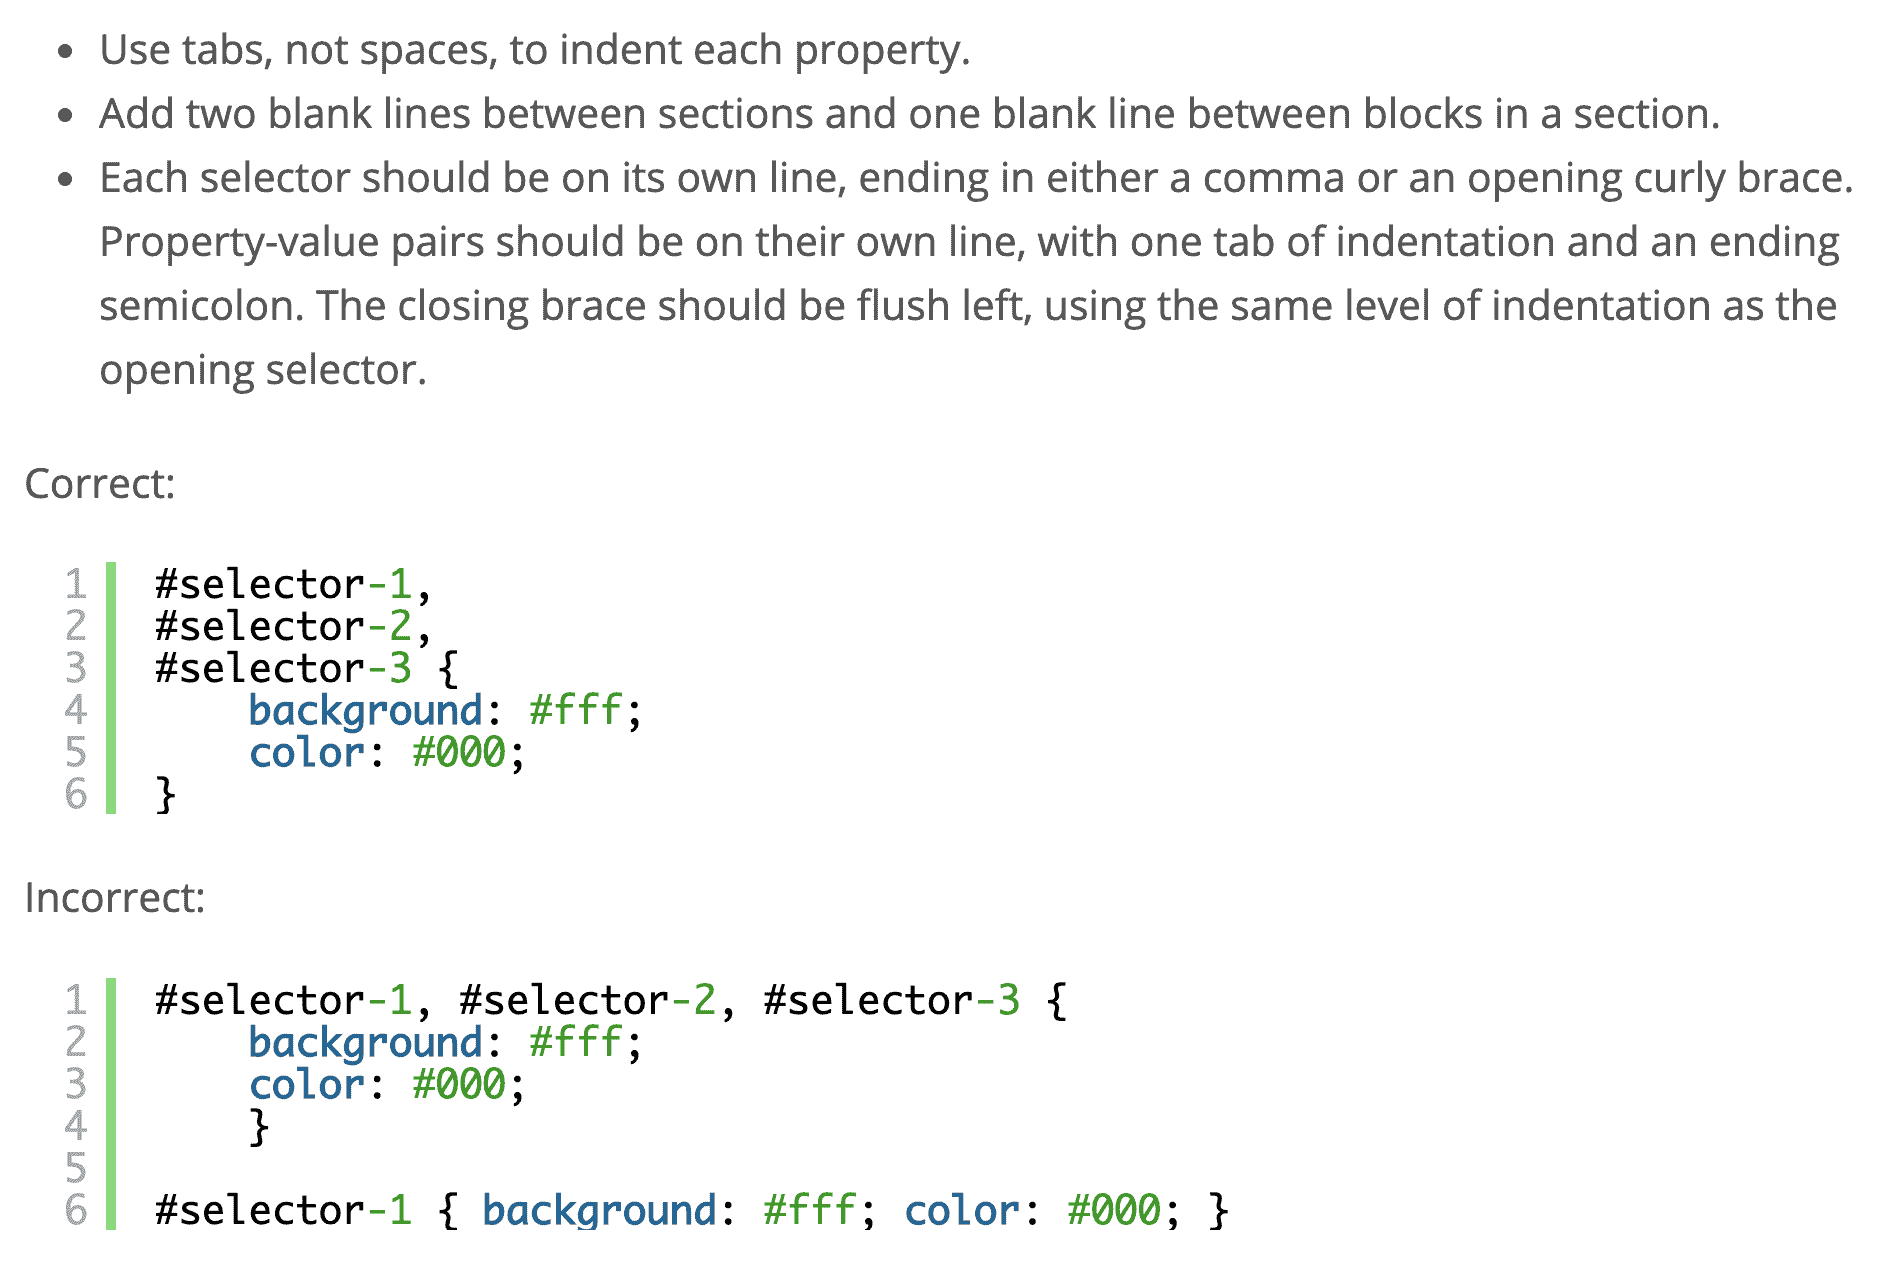 • Use tabs, not spaces, to indent each property.
• Add two blank lines between sections and one blank line between blocks in a section.
• Each selector should be on its own line, ending in either a comma or an opening curly brace.
Property-value pairs should be on their own line, with one tab of indentation and an ending
semicolon. The closing brace should be flush left, using the same level of indentation as the
opening selector.
Correct:
1 #selector-1,
2 #selector-2,
3 #selector-3 {
4     background: #fff;
5     color: #000;
6 }
Incorrect:
1 #selector-1, #selector-2, #selector-3 {
2     background: #fff;
3     color: #000;
4     }
5
6 #selector-1 { background: #fff; color: #000; }